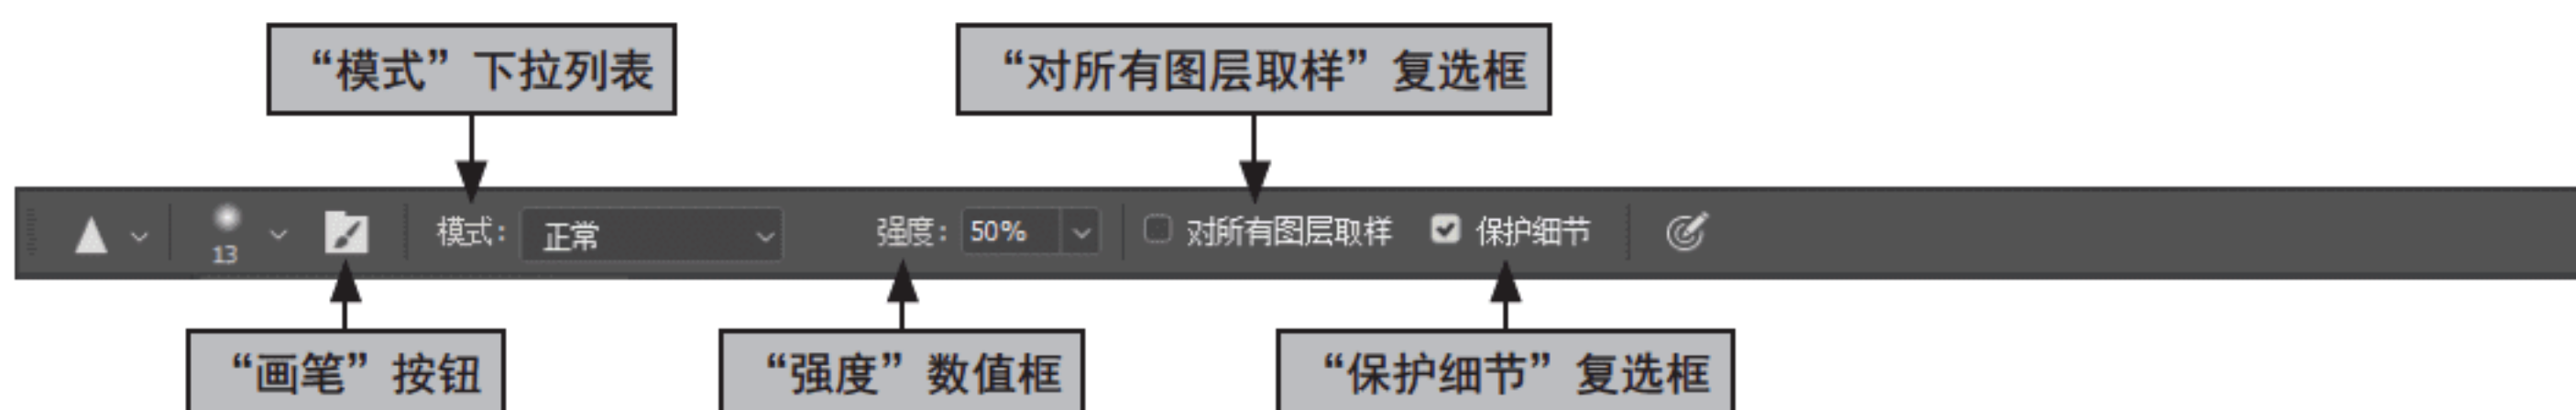 “模式”下拉列表
“对所有图层取样”复选框
13
模式：
正常
强度：
50%
对所有图层取样
保护细节
“画笔”按钮
“强度”数值框
“保护细节”复选框